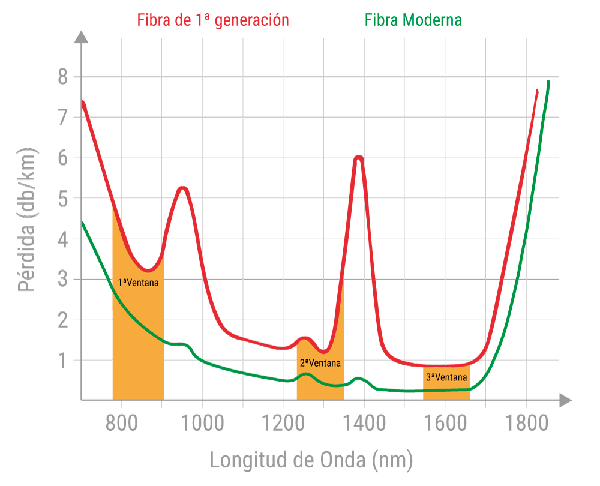 Fibra de 1ª generación
Fibra Moderna
8
7
6
5
4
3
2
1
Pérdida (db/km)
1ªVentana
2ªVentana
3ªVentana
800 1000 1200 1400 1600 1800
Longitud de Onda (nm)